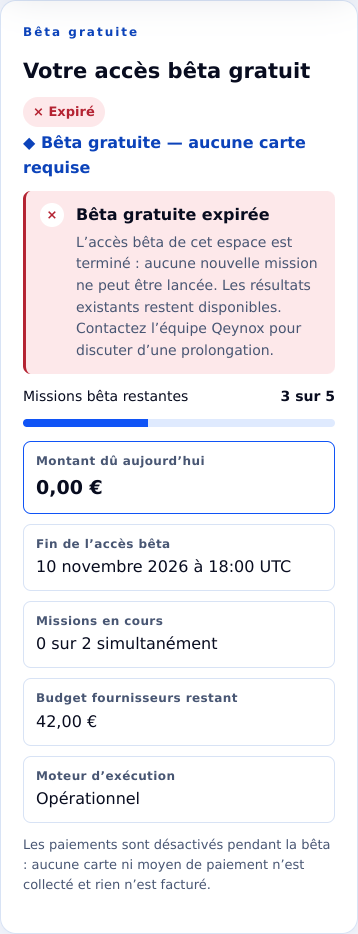 Bêta gratuite
Votre accès bêta gratuit
× Expiré
◆ Bêta gratuite — aucune carte
requise
× Bêta gratuite expirée
L’accès bêta de cet espace est
terminé : aucune nouvelle mission
ne peut être lancée. Les résultats
existants restent disponibles.
Contactez l’équipe Qeynox pour
discuter d’une prolongation.
Missions bêta restantes 3 sur 5
Montant dû aujourd’hui
0,00 €
Fin de l’accès bêta
10 novembre 2026 à 18:00 UTC
Missions en cours
0 sur 2 simultanément
Budget fournisseurs restant
42,00 €
Moteur d’exécution
Opérationnel
Les paiements sont désactivés pendant la bêta
: aucune carte ni moyen de paiement n’est
collecté et rien n’est facturé.